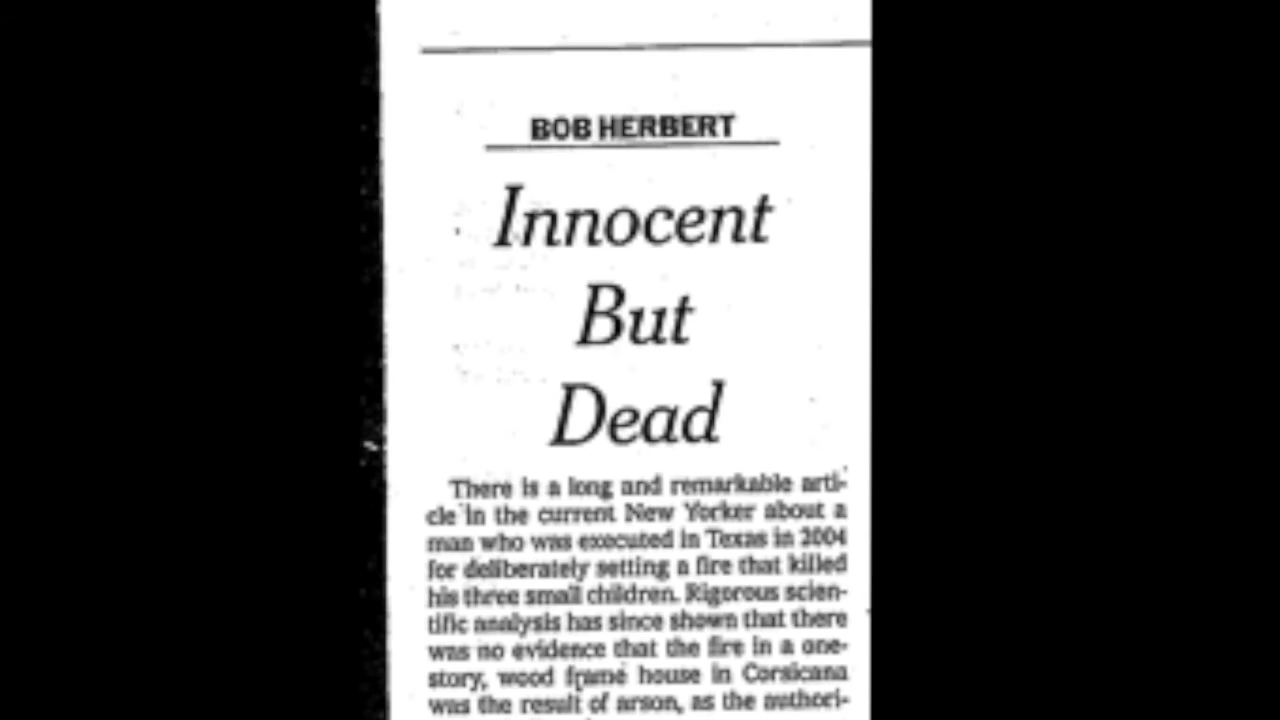 BOB HERBERT
Innocent
But
Dead
There is a long and remarkable arti-
cle in the current New Yorker about a
man who was executed in Texas in 2004
for deliberately setting a fire that killed
his three small children. Rigorous scien-
tific analysis has since shown that there
was no evidence that the fire in a one-
story, wood frame house in Corsicana
was the result of arson, as the authori-